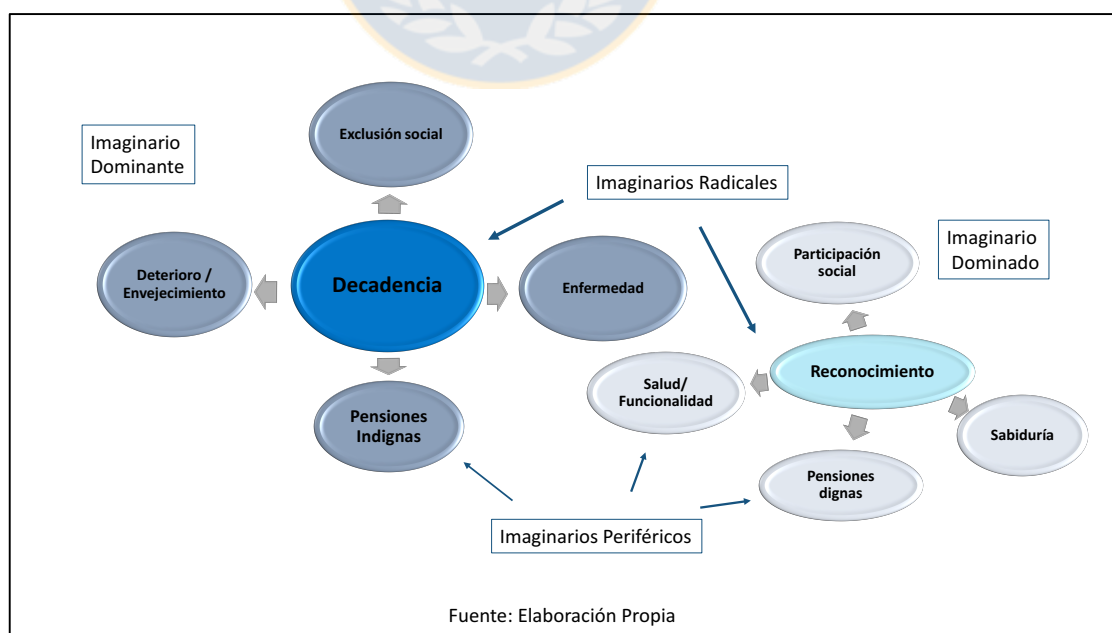 Exclusión social
Imaginario
Dominante
Imaginarios Radicales
Imaginario
Dominado
Participación
social
Deterioro /
Envejecimiento
Decadencia
Enfermedad
Reconocimiento
Salud/
Funcionalidad
Pensiones
Indignas
Sabiduría
Pensiones
dignas
Imaginarios Periféricos
Fuente: Elaboración Propia